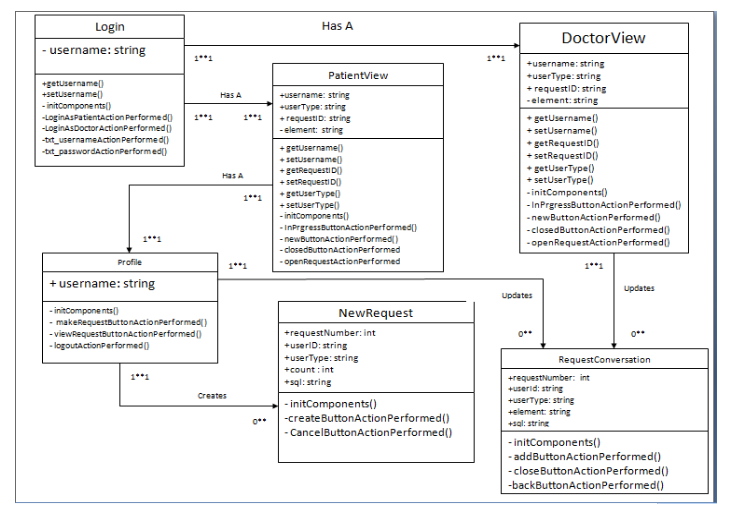 Login
- username: string
+getUsername()
+setUsername()
- initComponents()
-LoginAsPatientActionPerformed()
-LoginAsDoctorActionPerformed()
-txt_usernameActionPerformed()
-txt_passwordActionPerformed()
Has A
1**1
1**1
DoctorView
+username: string
+userType: string
+ requestID: string
- element: string
+ getUsername()
+ setUsername()
+ getRequestID()
+ setRequestID()
+ getUserType()
+ setUserType()
-initComponents()
-InPrgressButtonActionPerformed()
-newButtonActionPerformed()
-closedButtonActionPerformed()
-openRequestActionPerformed()
Has A
1**1
1**1
PatientView
+username: string
+userType: string
+ requestID: string
- element: string
+ getUsername()
+ setUsername()
+ getRequestID()
+ setRequestID()
+ getUserType()
+ setUserType()
-initComponents()
-InPrgressButtonActionPerformed()
-newButtonActionPerformed()
-closedButtonActionPerformed
-openRequestActionPerformed
Has A
1**1
1**1
Profile
+ username: string
- initComponents()
- makeRequestButtonActionPerformed()
-viewRequestButtonActionPerformed()
- logoutActionPerformed()
1**1
Updates
0**
1**1
Updates
0**
1**1
Creates
0**
NewRequest
+requestNumber: int
+userID: string
+userType: string
+count : int
+sql: string
- initComponents()
-createButtonActionPerformed()
- CancelButtonActionPerformed()
RequestConversation
+requestNumber: int
+userId: string
+userType: string
+element: string
+sql: string
- initComponents()
- addButtonActionPerformed()
- closeButtonActionPerformed()
-backButtonActionPerformed()